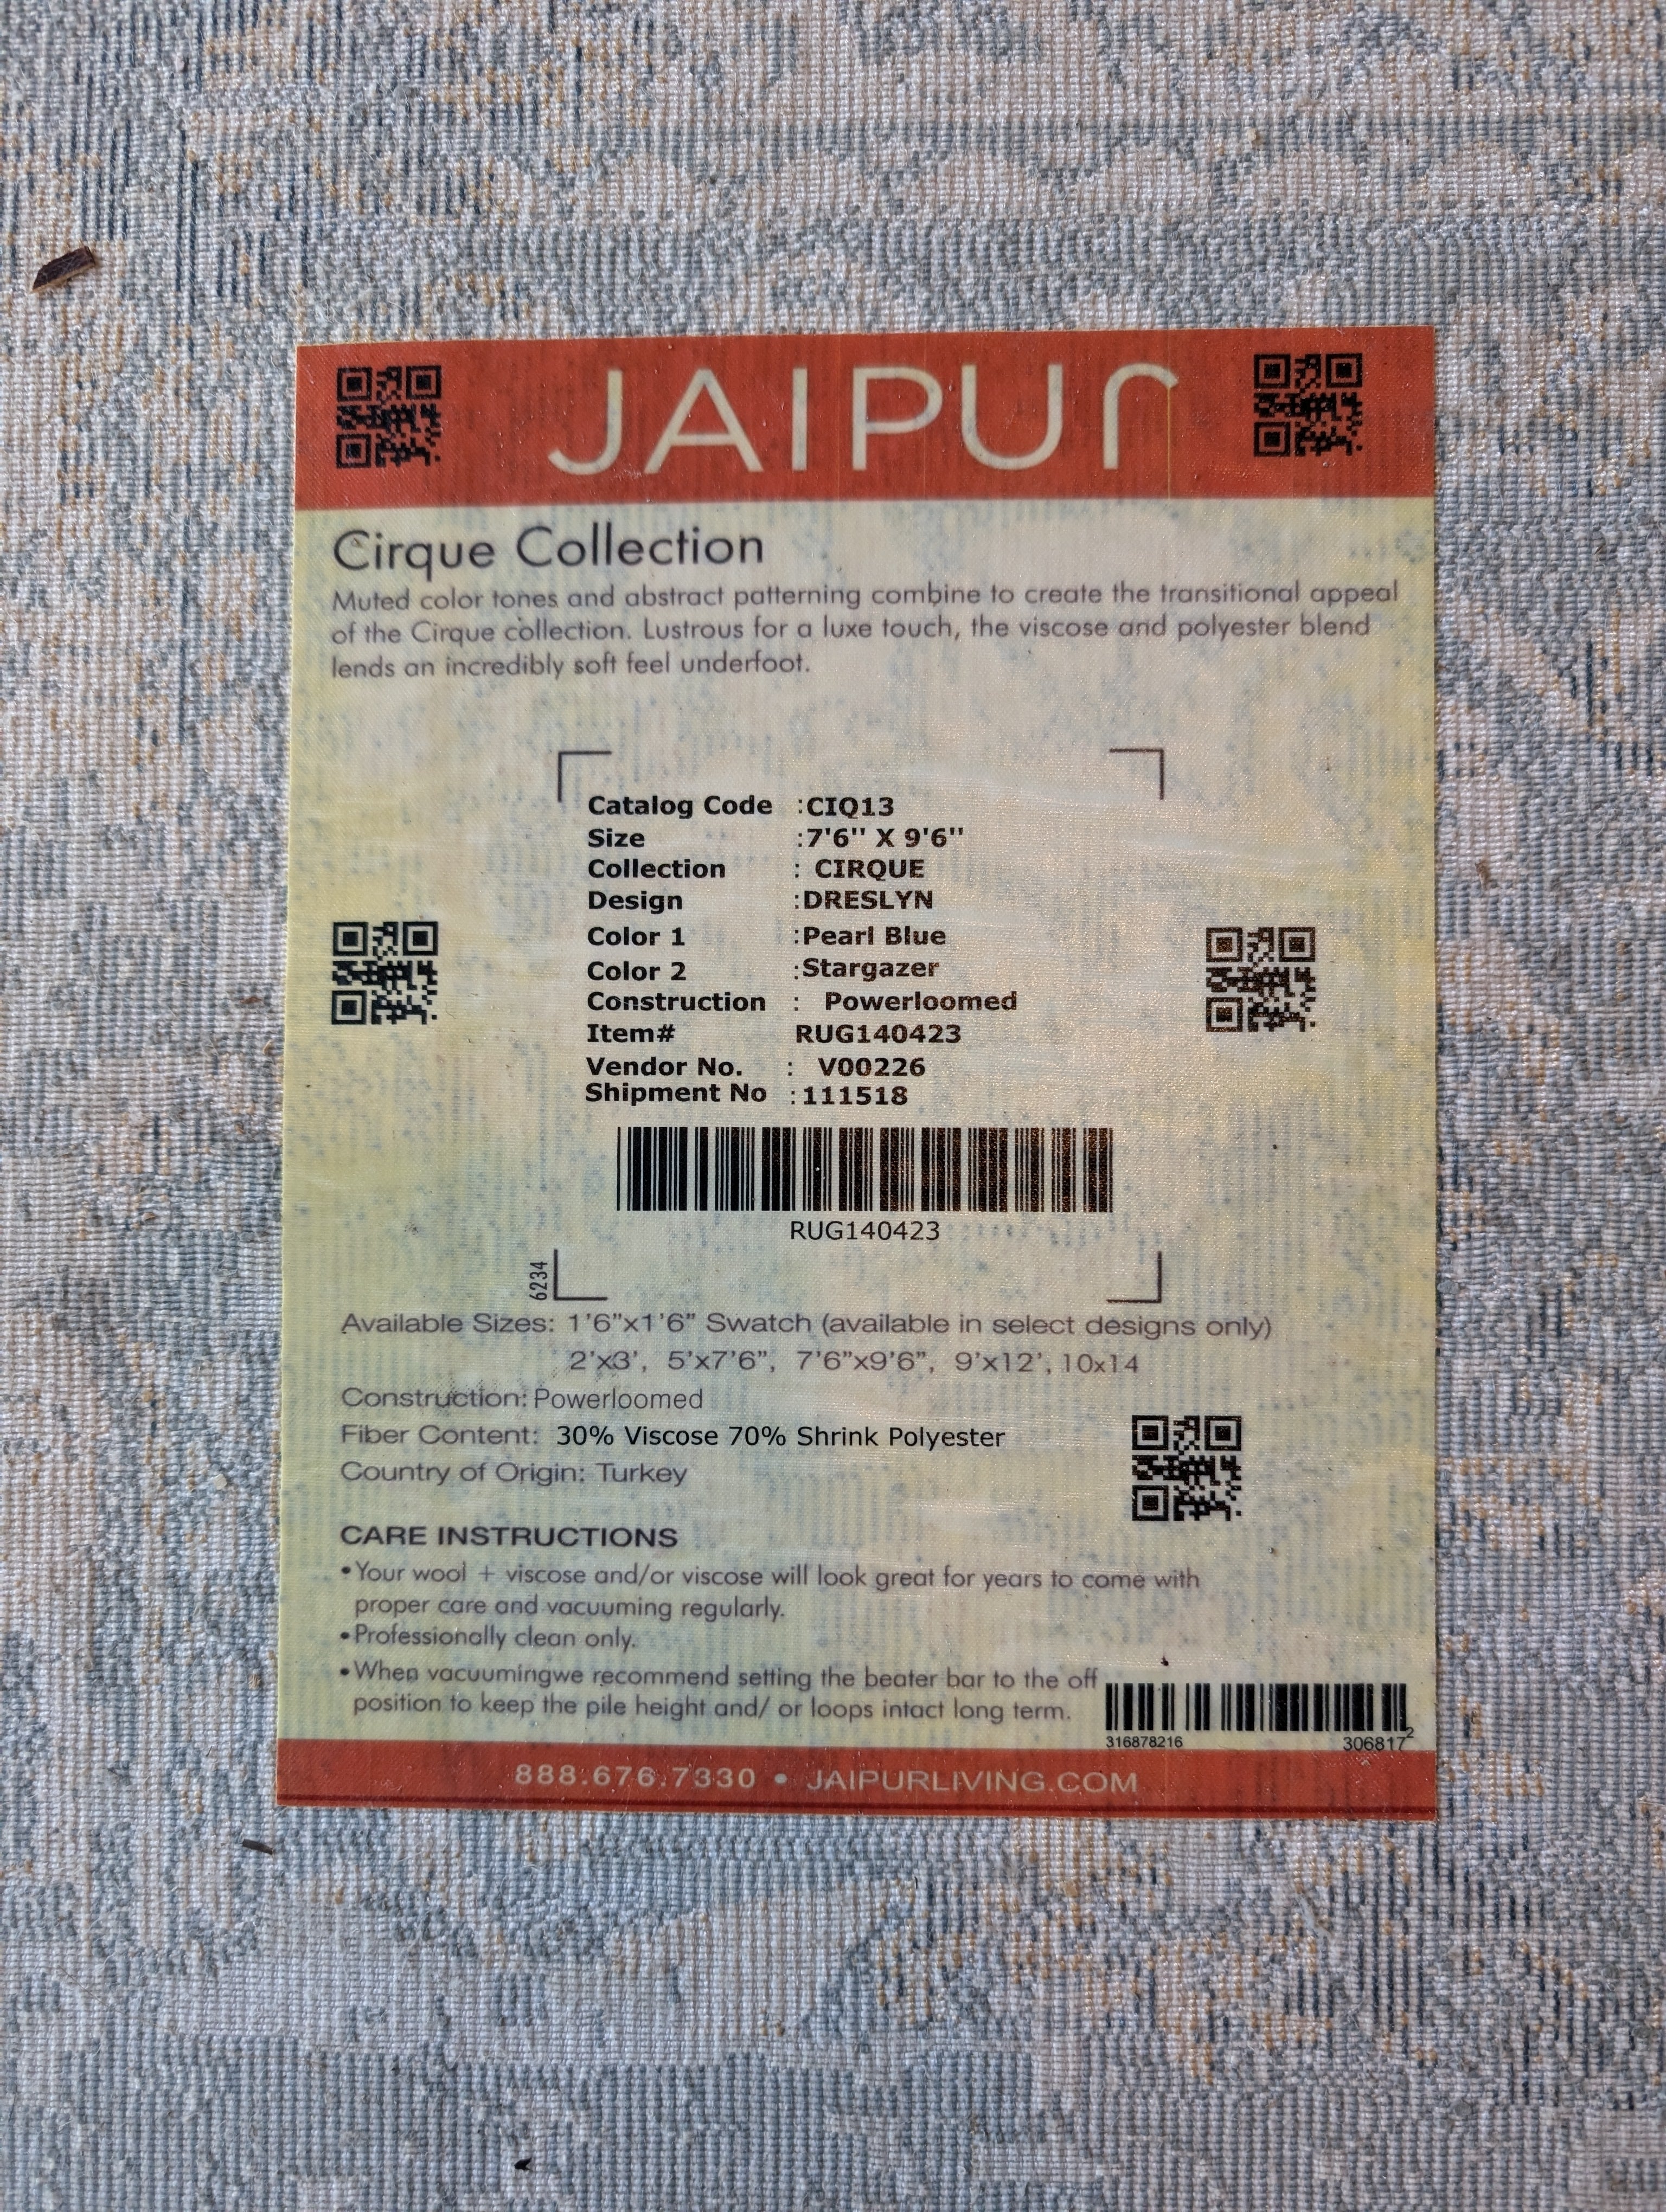 JAIPUr
Cirque Collection
Muted color tones and abstract patterning combine to create the transitional appeal
of the Cirque collection. Lustrous for a luxe touch, the viscose and polyester blend
lends an incredibly soft feel underfoot.
Catalog Code :CIQ13
Size :7'6'' X 9'6''
Collection : CIRQUE
Design :DRESLYN
Color 1 :Pearl Blue
Color 2 :Stargazer
Construction : Powerloomed
Item# RUG140423
Vendor No. : V00226
Shipment No :111518
RUG140423
6234
Available Sizes: 1'6"x1'6" Swatch (available in select designs only)
2'x3', 5'x7'6", 7'6"x9'6", 9'x12', 10x14
Construction: Powerloomed
Fiber Content: 30% Viscose 70% Shrink Polyester
Country of Origin: Turkey
CARE INSTRUCTIONS
•Your wool + viscose and/or viscose will look great for years to come with
proper care and vacuuming regularly.
•Professionally clean only.
•When vacuumingwe recommend setting the beater bar to the off
position to keep the pile height and/ or loops intact long term.
316878216 306817 2
888.676.7330 • JAIPURLIVING.COM